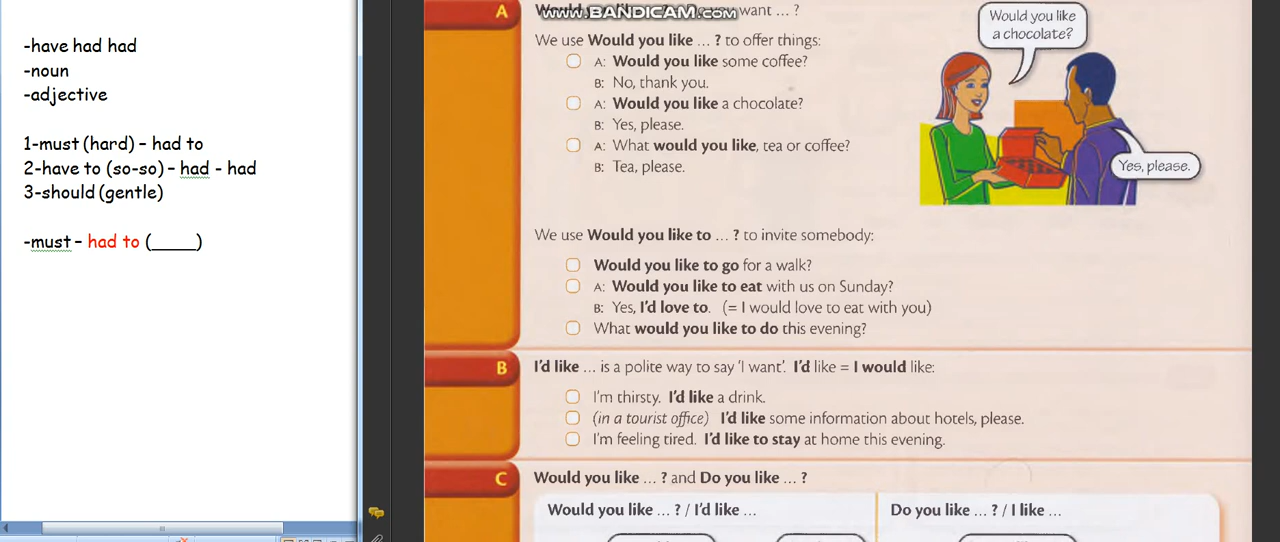 -have had had
-noun
-adjective
1-must (hard) – had to
2-have to (so-so) – had - had
3-should (gentle)
-must – had to (____)
A
www.BANDICAM.com want ... ?
We use Would you like ... ? to offer things:
A: Would you like some coffee?
B: No, thank you.
A: Would you like a chocolate?
B: Yes, please.
A: What would you like, tea or coffee?
B: Tea, please.
Would you like
a chocolate?
Yes, please.
We use Would you like to ... ? to invite somebody:
Would you like to go for a walk?
A: Would you like to eat with us on Sunday?
B: Yes, I'd love to. (= I would love to eat with you)
What would you like to do this evening?
B
I'd like ... is a polite way to say 'I want'. I'd like = I would like:
I'm thirsty. I'd like a drink.
(in a tourist office) I'd like some information about hotels, please.
I'm feeling tired. I'd like to stay at home this evening.
C
Would you like ... ? and Do you like ... ?
Would you like ... ? / I'd like ...
Do you like ... ? / I like ...